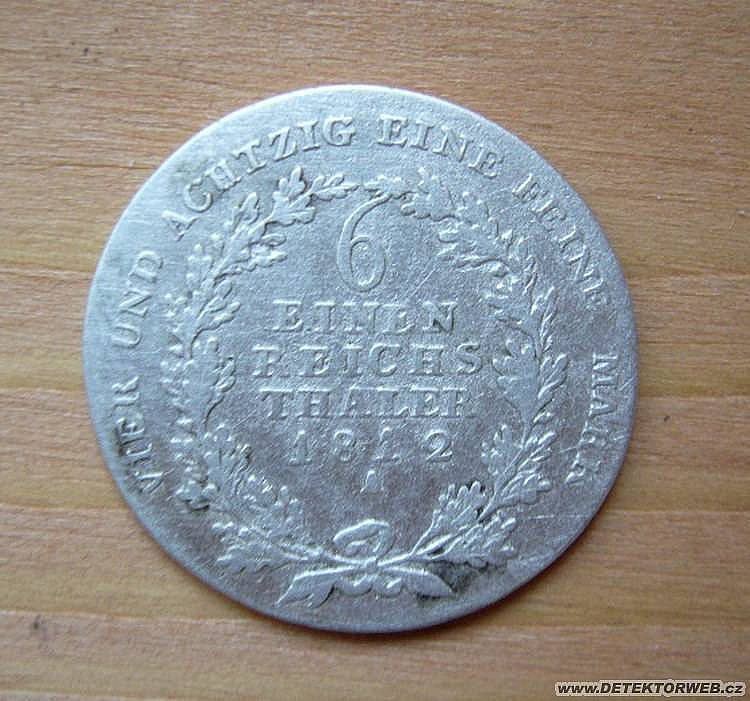 VIER UND ACHTZIG EINE FEINE MARK
6
EINEN
REICHS
THALER
1812
A
www.DETEKTORWEB.cz